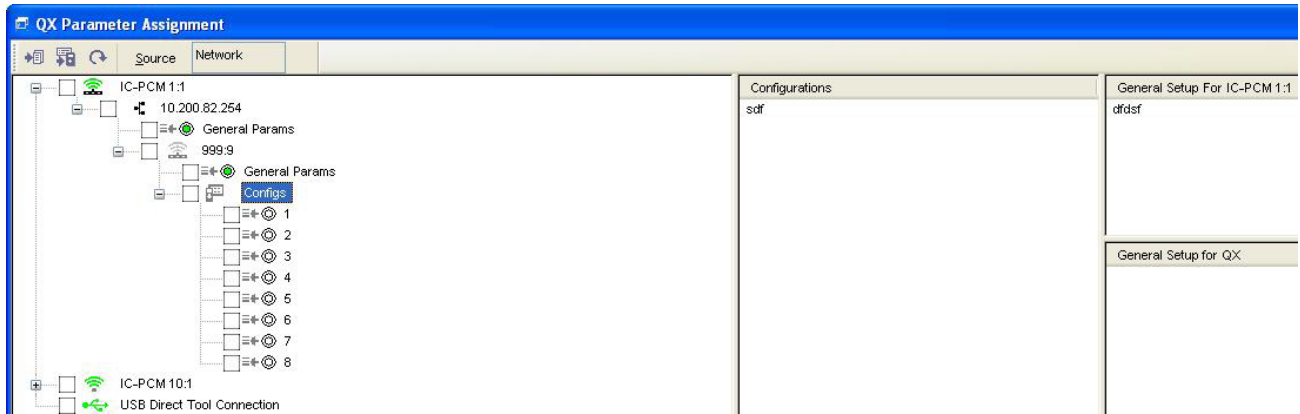 QX Parameter Assignment
Source Network
IC-PCM 1:1
10.200.82.254
General Params
999:9
General Params
Configs
1
2
3
4
5
6
7
8
IC-PCM 10:1
USB Direct Tool Connection
Configurations
sdf
General Setup For IC-PCM 1:1
dfdsf
General Setup for QX